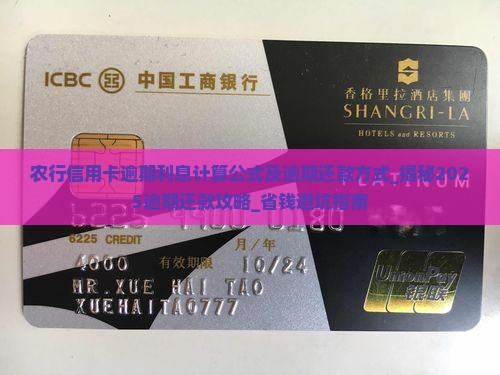 ICBC 中国工商银行
香格里拉酒店集團
SHANGRI-LA
HOTELS and RESORTS
农行信用卡逾期利息计算公式及逾期还款方式_揭秘202
5逾期还款攻略_省钱避坑指南
PLATINUM
月/年
6225 CREDIT
4000 有效期限 10/24
MR.XUE HAI TAO
XUEHAITAO777
UnionPay
银联